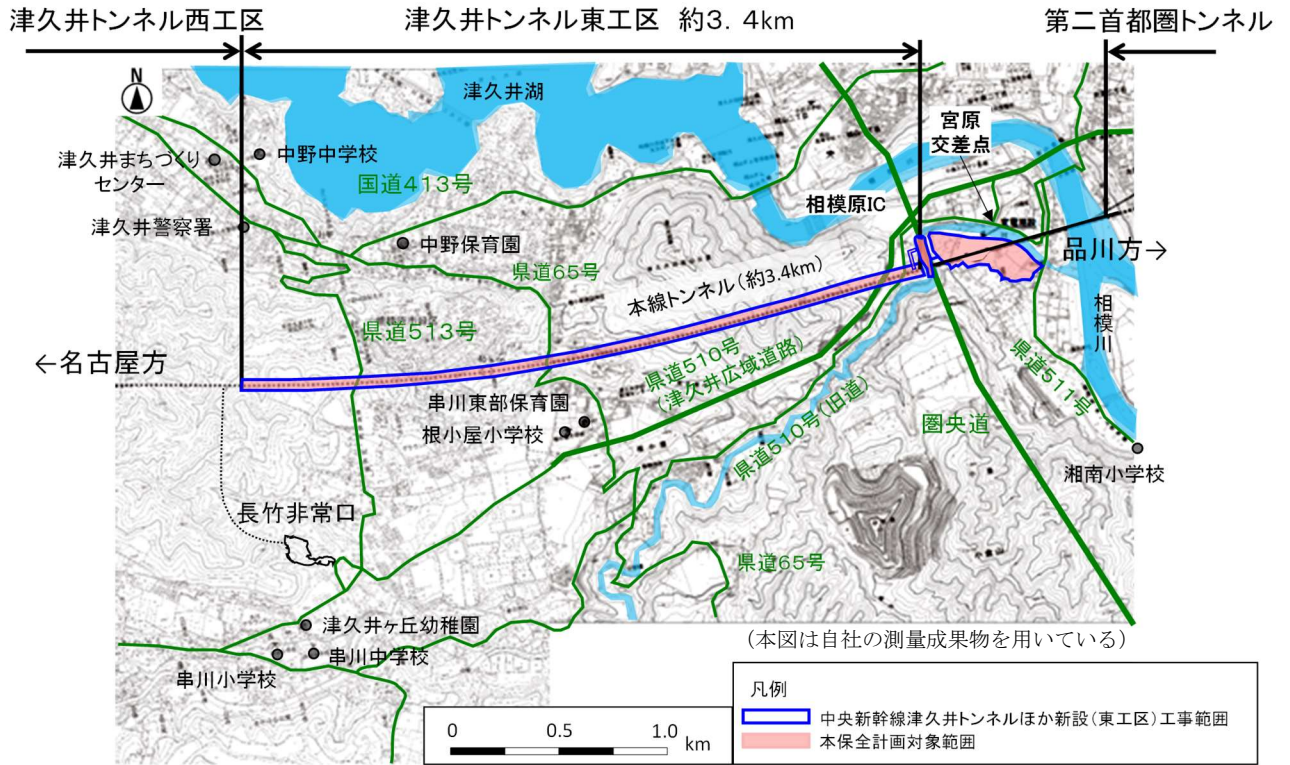 津久井トンネル西工区
津久井トンネル東工区 約3.4km
第二首都圏トンネル
N
津久井湖
宮原
交差点
津久井まちづくり
センター
中野中学校
国道413号
相模原IC
津久井警察署
中野保育園
品川方→
県道65号
本線トンネル(約3.4km)
相模川
県道513号
←名古屋方
県道510号
(津久井広域道路)
県道511号
串川東部保育園
根小屋小学校
県道510号(旧道)
圏央道
湘南小学校
長竹非常口
県道65号
津久井ヶ丘幼稚園
(本図は自社の測量成果物を用いている)
串川中学校
串川小学校
凡例
中央新幹線津久井トンネルほか新設(東工区)工事範囲
本保全計画対象範囲
0 0.5 1.0
km